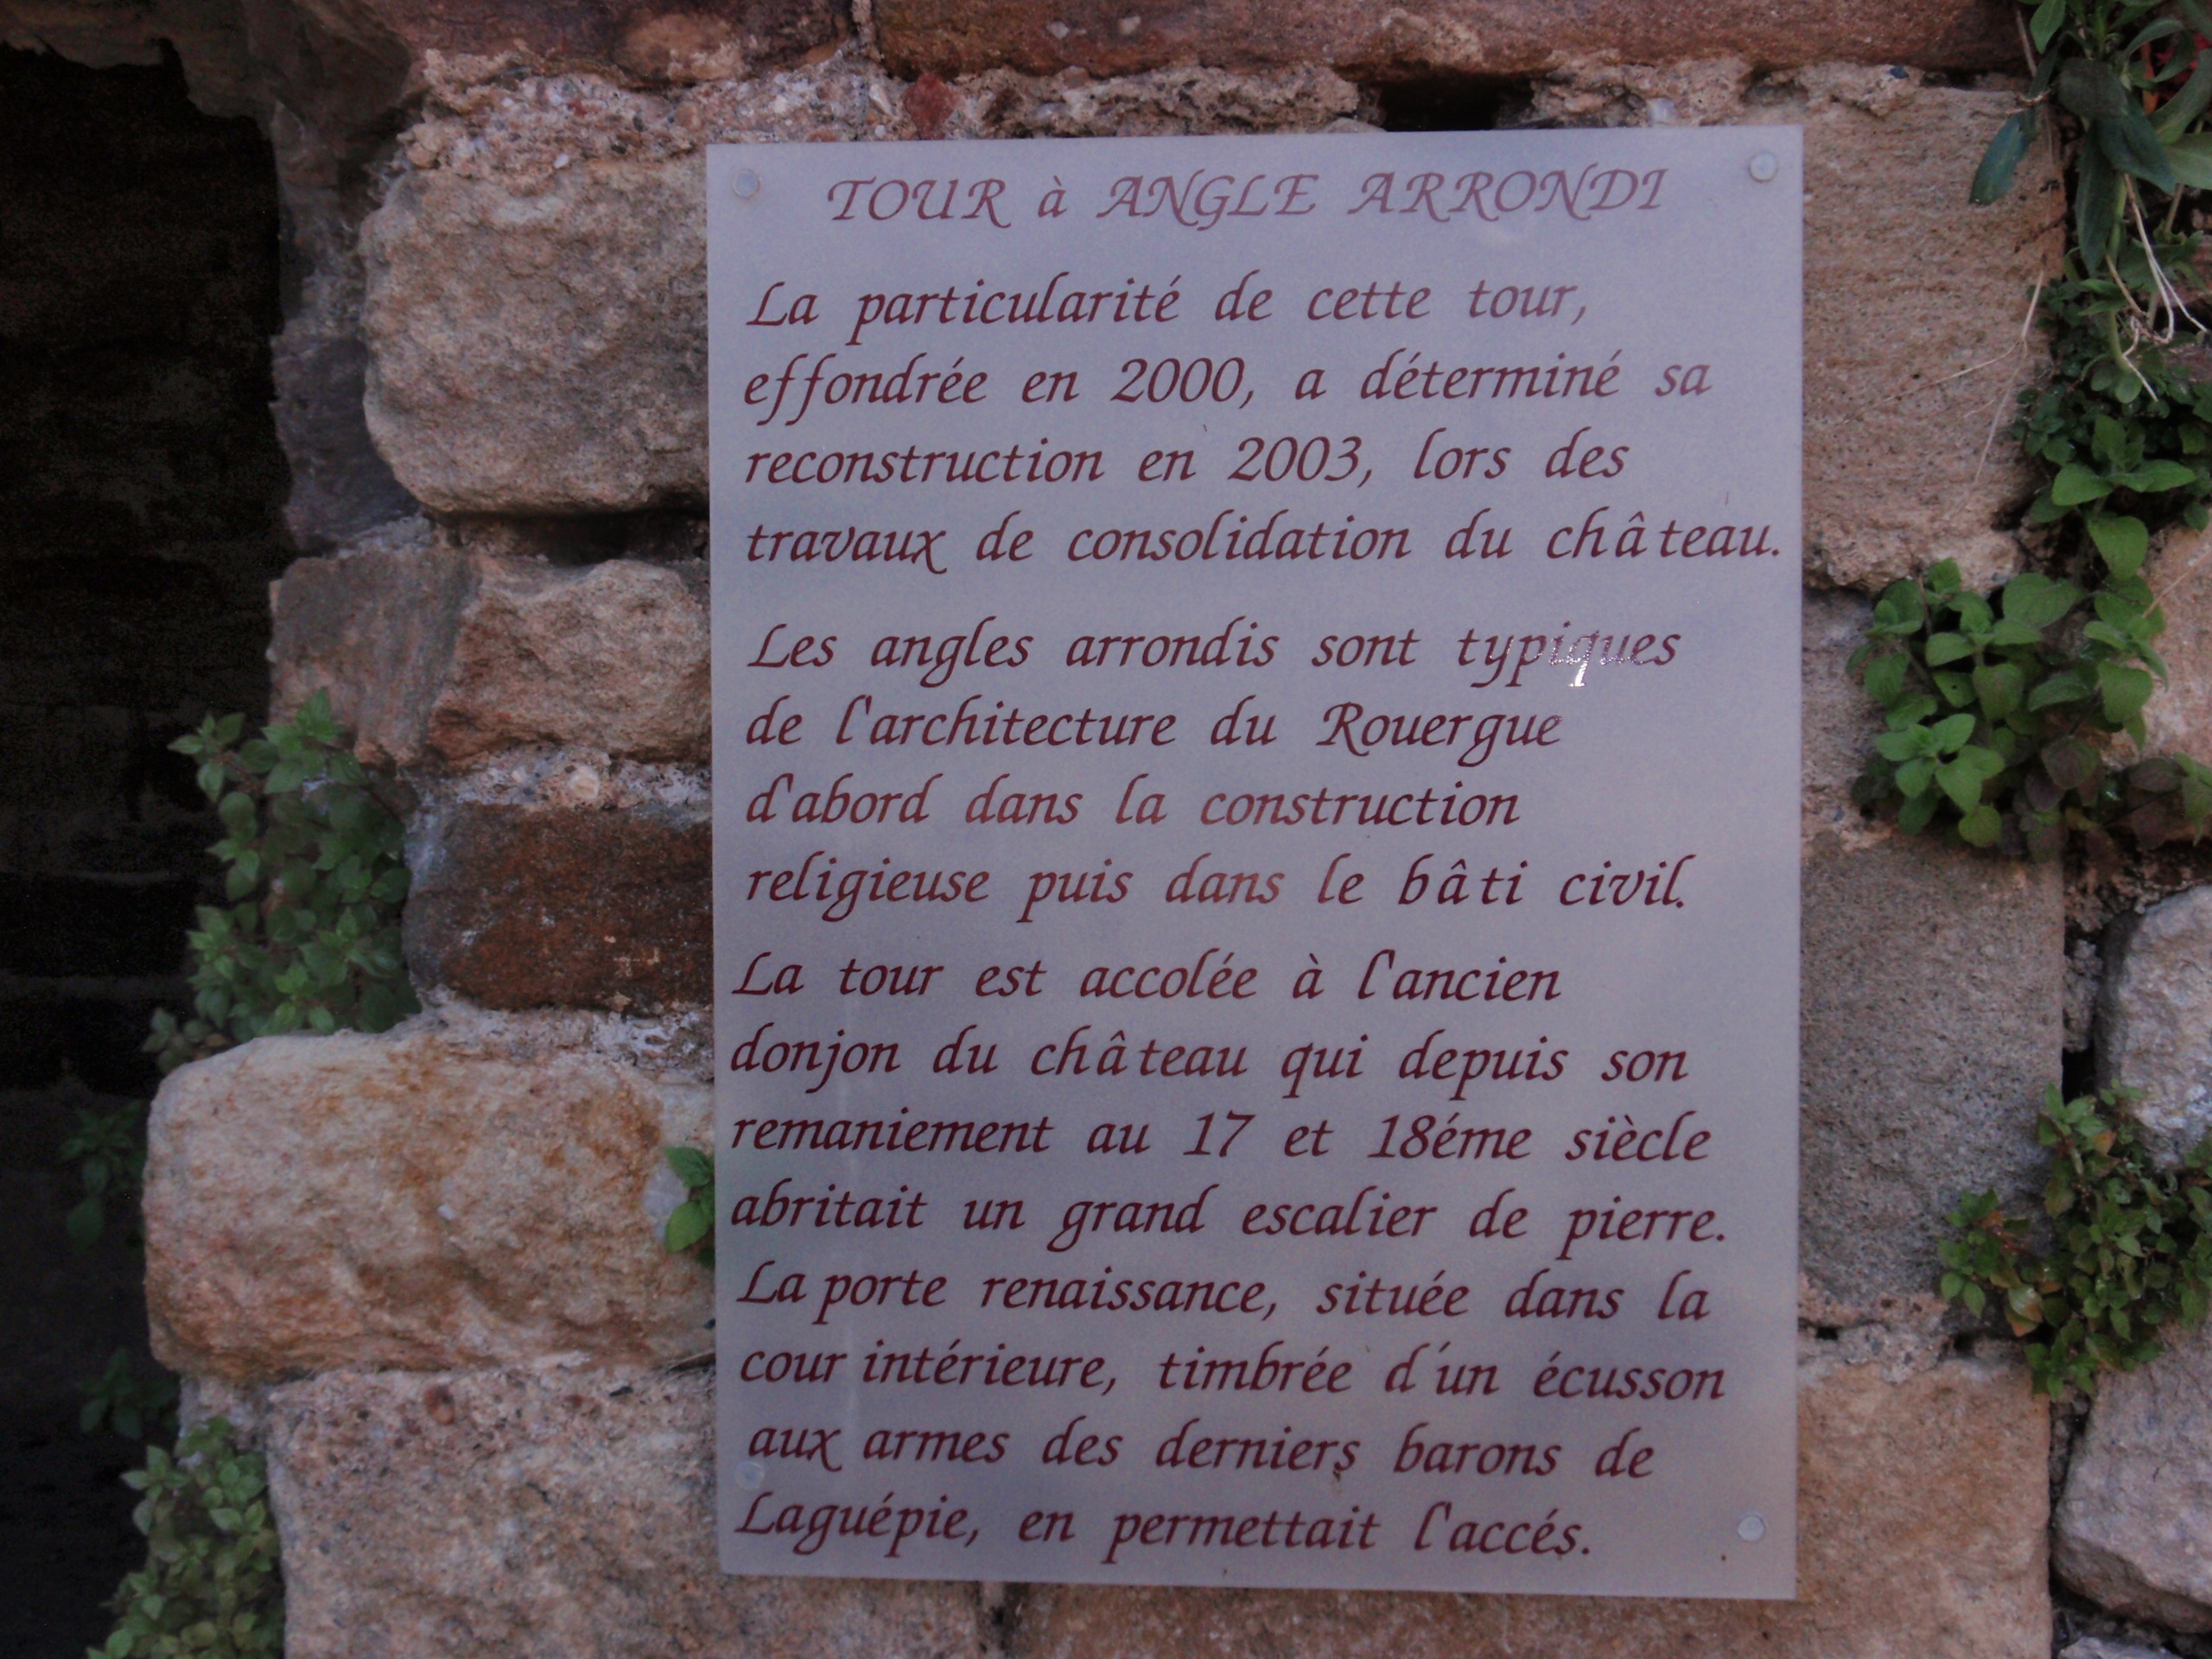 TOUR à ANGLE ARRONDI
La particularité de cette tour,
effondrée en 2000, a déterminé sa
reconstruction en 2003, lors des
travaux de consolidation du château.
Les angles arrondis sont typiques
de l'architecture du Rouergue
d'abord dans la construction
religieuse puis dans le bâti civil.
La tour est accolée à l'ancien
donjon du château qui depuis son
remaniement au 17 et 18éme siècle
abritait un grand escalier de pierre.
La porte renaissance, située dans la
cour intérieure, timbrée d'un écusson
aux armes des derniers barons de
Laguépie, en permettait l'accés.